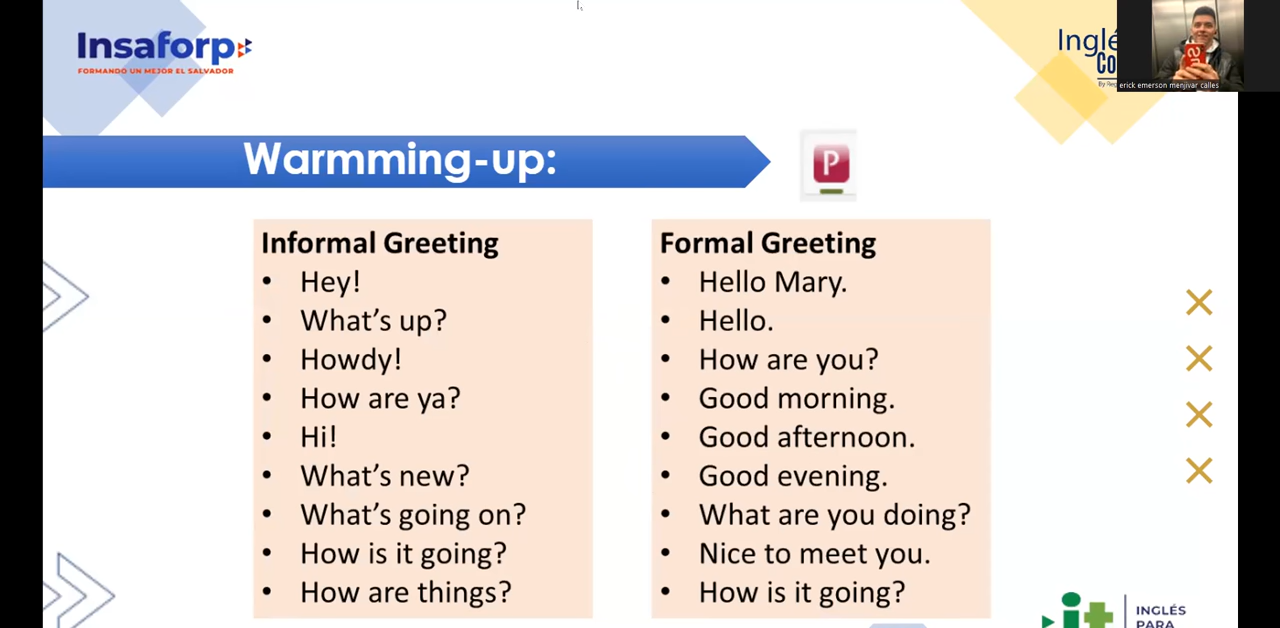 Insaforp
FORMANDO UN MEJOR EL SALVADOR
erick emerson menjivar calles
Warmming-up:
P
Informal Greeting
• Hey!
• What's up?
• Howdy!
• How are ya?
• Hi!
• What's new?
• What's going on?
• How is it going?
• How are things?
Formal Greeting
• Hello Mary.
• Hello.
• How are you?
• Good morning.
• Good afternoon.
• Good evening.
• What are you doing?
• Nice to meet you.
• How is it going?
INGLÉS
PARA